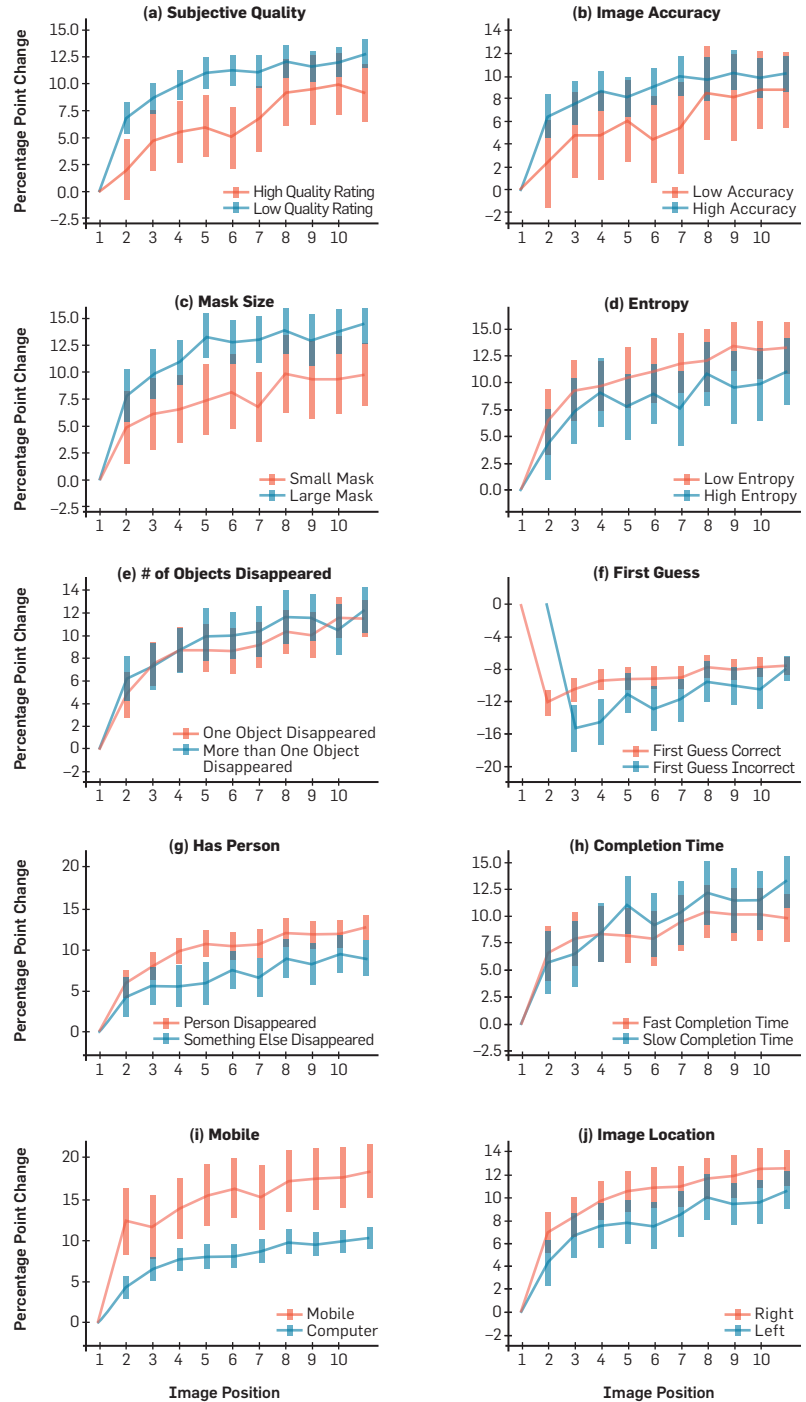 (a) Subjective Quality
Percentage Point Change
15.0
12.5
10.0
7.5
5.0
2.5
0.0
–2.5
High Quality Rating
Low Quality Rating
1 2 3 4 5 6 7 8 9 10
(b) Image Accuracy
14
12
10
8
6
4
2
0
–2
Low Accuracy
High Accuracy
1 2 3 4 5 6 7 8 9 10
(c) Mask Size
Percentage Point Change
15.0
12.5
10.0
7.5
5.0
2.5
0.0
–2.5
Small Mask
Large Mask
1 2 3 4 5 6 7 8 9 10
(d) Entropy
15.0
12.5
10.0
7.5
5.0
2.5
0.0
Low Entropy
High Entropy
1 2 3 4 5 6 7 8 9 10
(e) # of Objects Disappeared
Percentage Point Change
14
12
10
8
6
4
2
0
–2
One Object Disappeared
More than One Object
Disappeared
1 2 3 4 5 6 7 8 9 10
(f) First Guess
0
–4
–8
–12
–16
–20
First Guess Correct
First Guess Incorrect
1 2 3 4 5 6 7 8 9 10
(g) Has Person
Percentage Point Change
20
15
10
5
0
Person Disappeared
Something Else Disappeared
1 2 3 4 5 6 7 8 9 10
(h) Completion Time
15.0
12.5
10.0
7.5
5.0
2.5
0.0
–2.5
Fast Completion Time
Slow Completion Time
1 2 3 4 5 6 7 8 9 10
(i) Mobile
Percentage Point Change
20
15
10
5
0
Mobile
Computer
1 2 3 4 5 6 7 8 9 10
Image Position
(j) Image Location
14
12
10
8
6
4
2
0
–2
Right
Left
1 2 3 4 5 6 7 8 9 10
Image Position